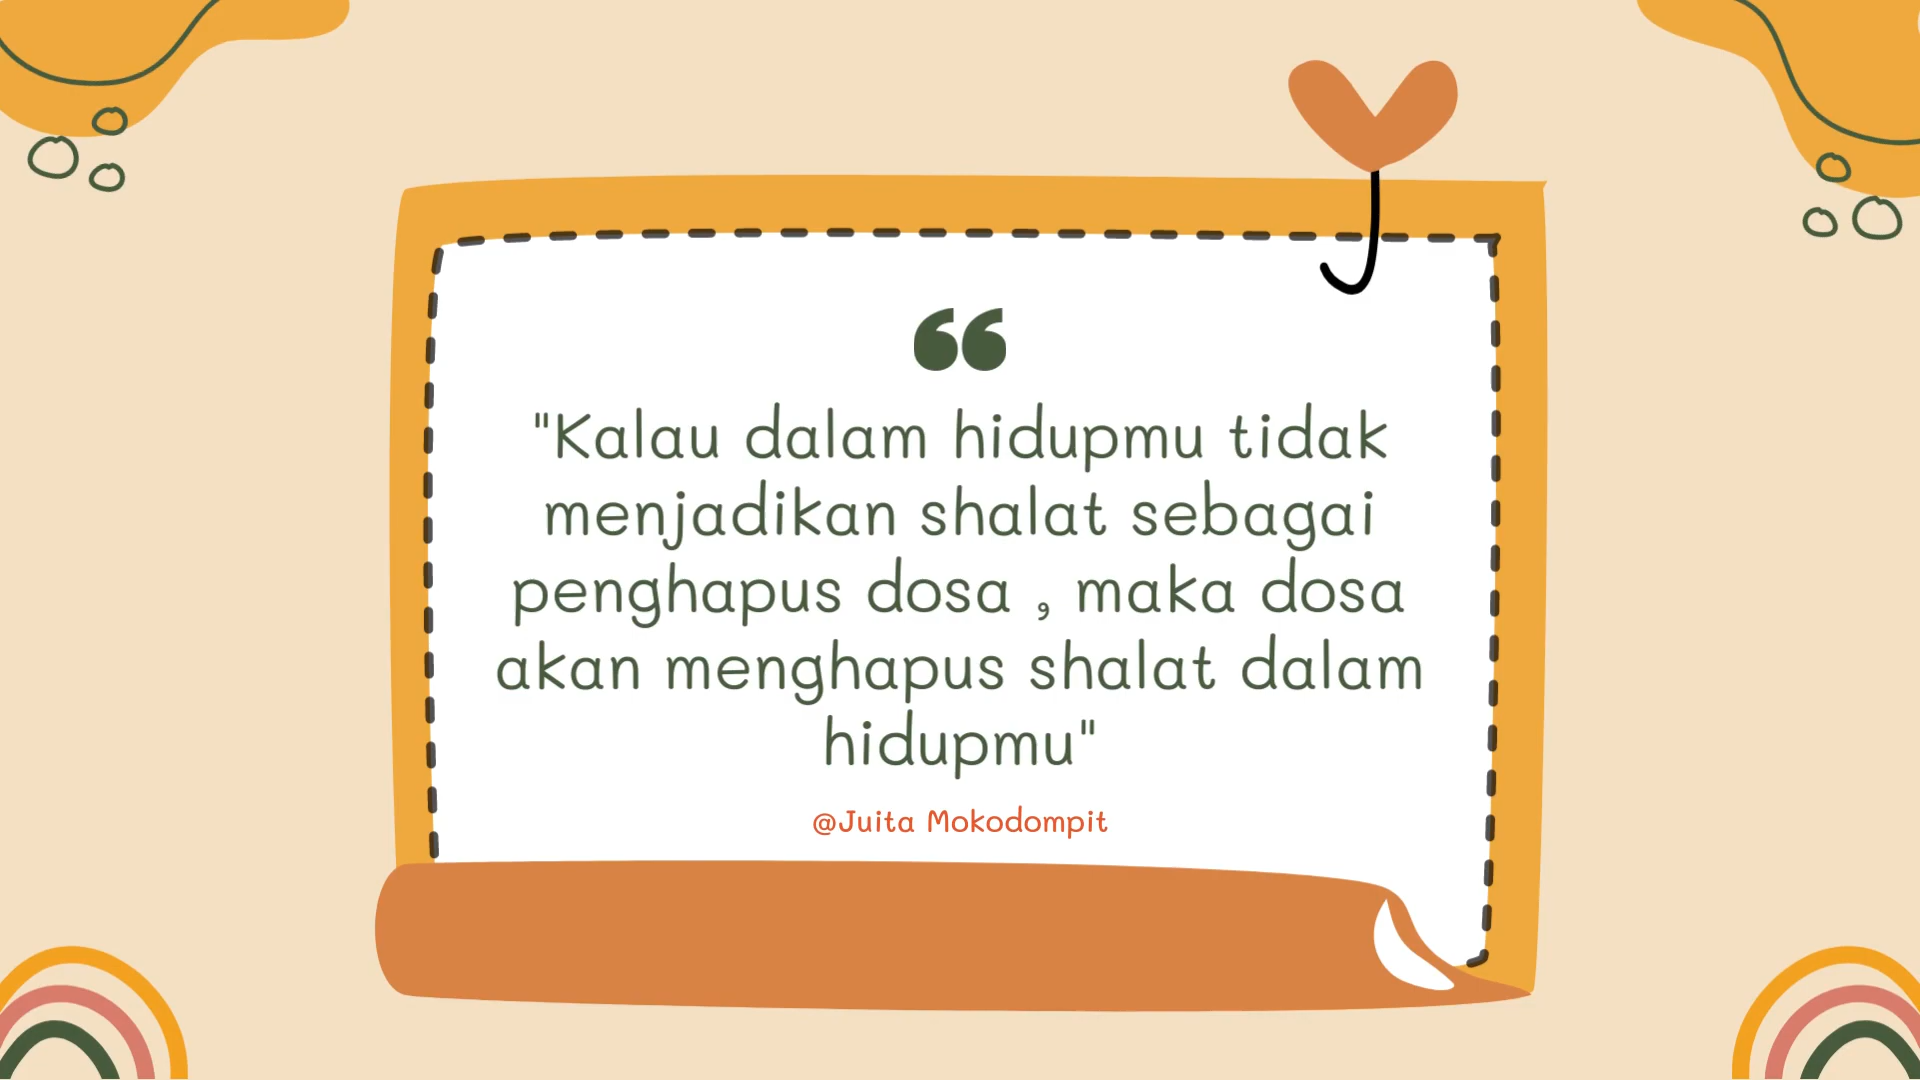 "Kalau dalam hidupmu tidak
menjadikan shalat sebagai
penghapus dosa , maka dosa
akan menghapus shalat dalam
hidupmu"
@Juita Mokodompit